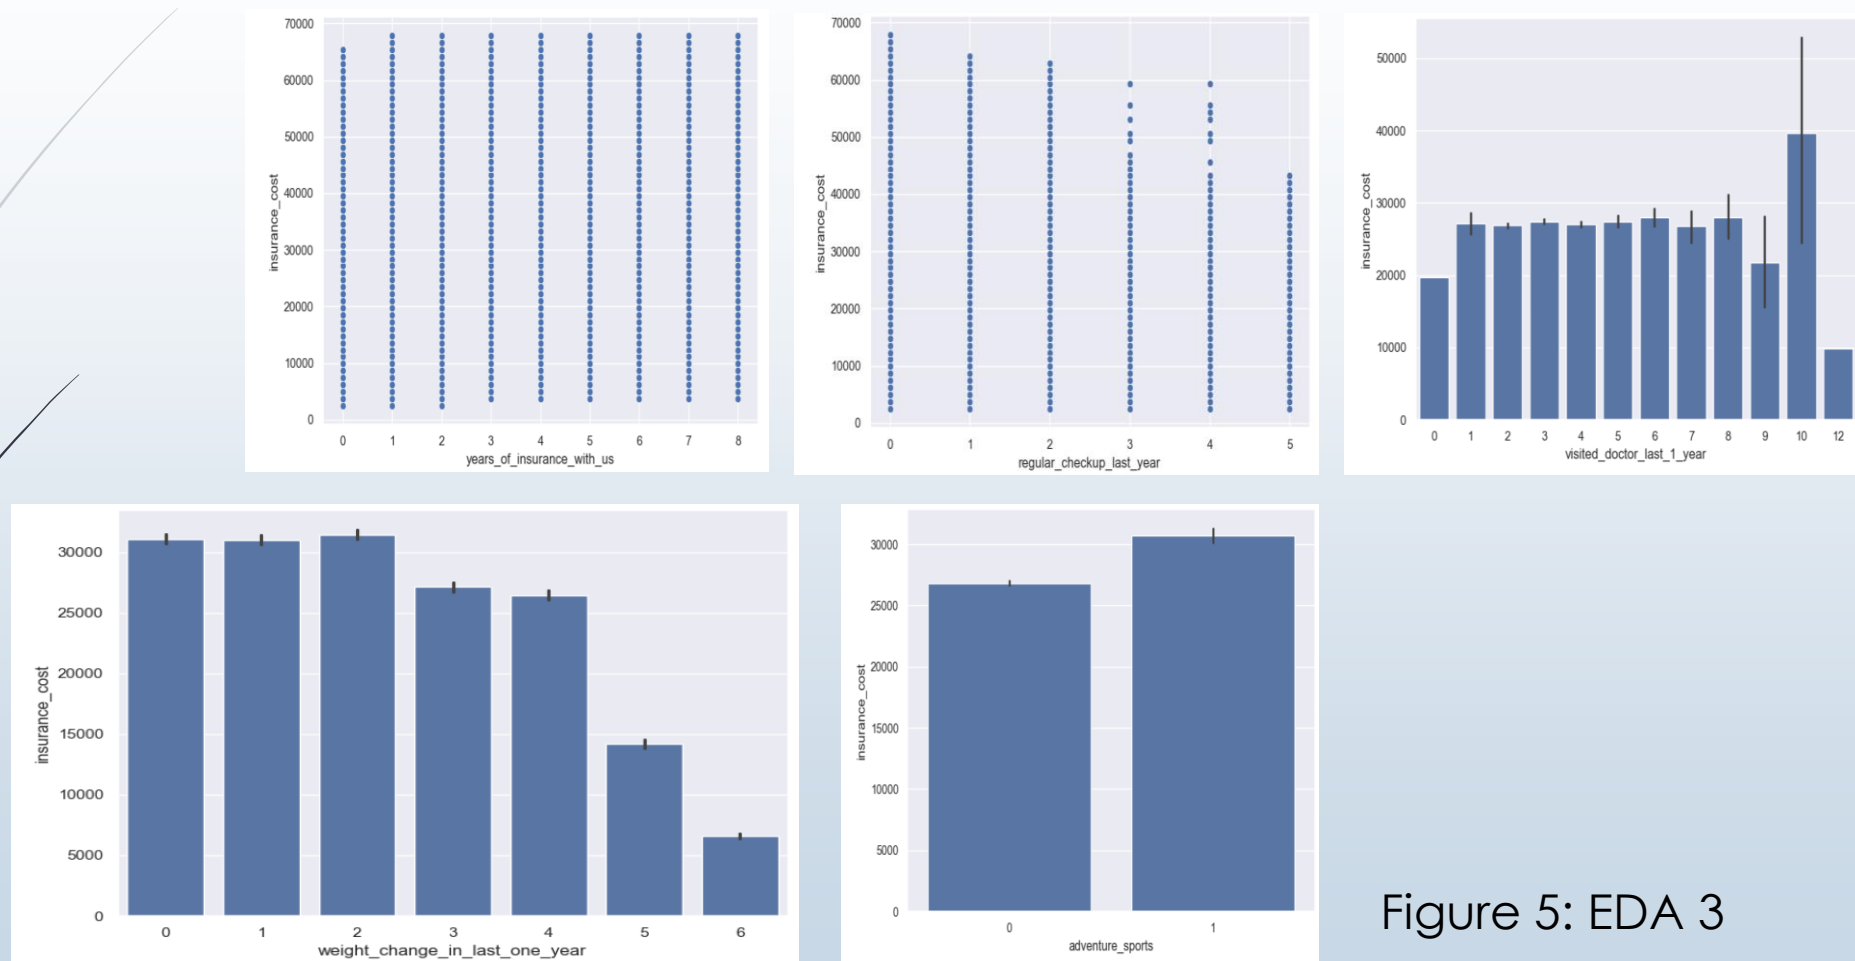 70000
60000
50000
40000
30000
20000
10000
0
insurance_cost
0 1 2 3 4 5 6 7 8
years_of_insurance_with_us
70000
60000
50000
40000
30000
20000
10000
0
insurance_cost
0 1 2 3 4 5
regular_checkup_last_year
50000
40000
30000
20000
10000
0
insurance_cost
0 1 2 3 4 5 6 7 8 9 10 12
visited_doctor_last_1_year
30000
25000
20000
15000
10000
5000
0
insurance_cost
0 1 2 3 4 5 6
weight_change_in_last_one_year
30000
25000
20000
15000
10000
5000
0
insurance_cost
0 1
adventure_sports
Figure 5: EDA 3